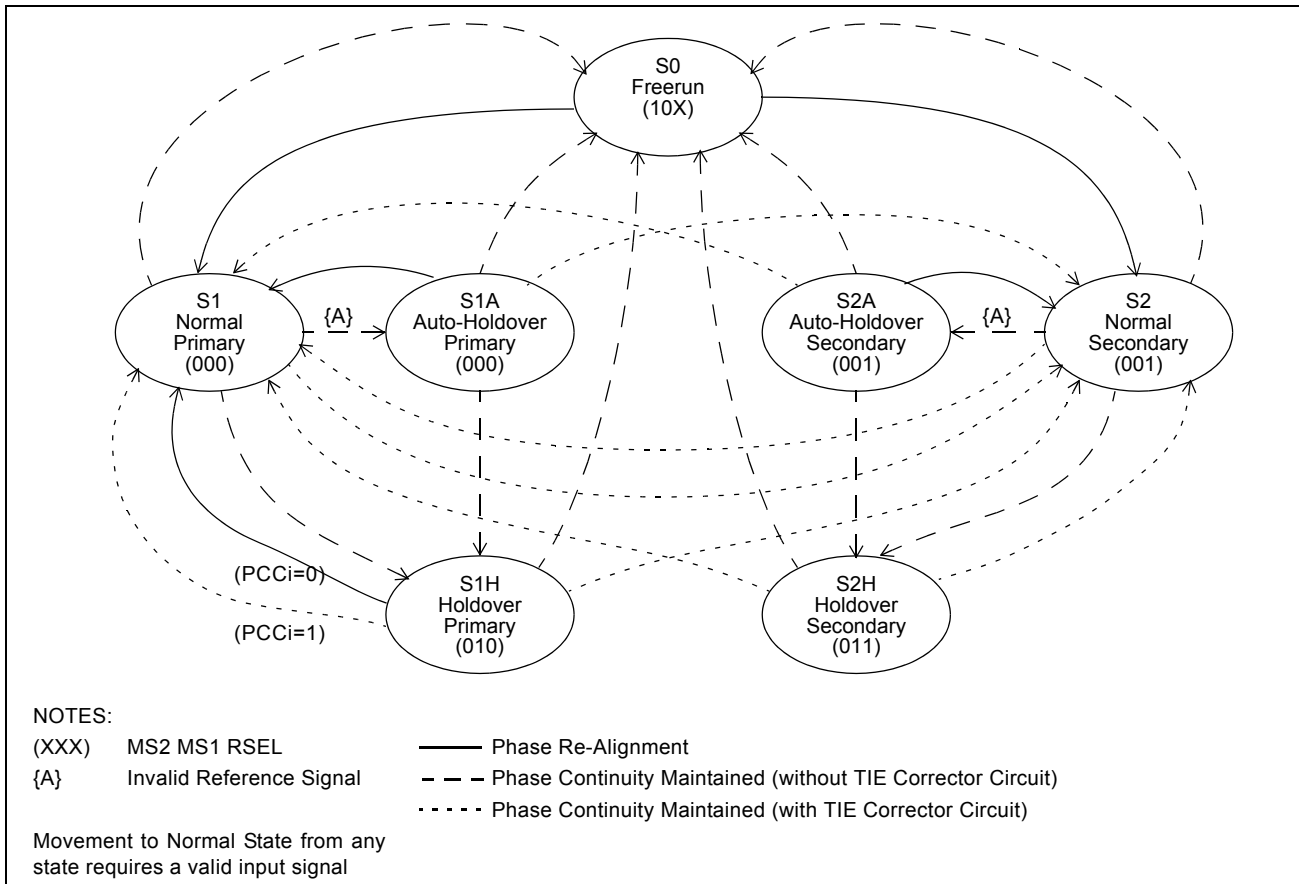 S0
Freerun
(10X)
S1
Normal
Primary
(000)
{A}
S1A
Auto-Holdover
Primary
(000)
S2A
Auto-Holdover
Secondary
(001)
{A}
S2
Normal
Secondary
(001)
(PCCi=0)
(PCCi=1)
S1H
Holdover
Primary
(010)
S2H
Holdover
Secondary
(011)
NOTES:
(XXX) MS2 MS1 RSEL
{A} Invalid Reference Signal
Phase Re-Alignment
Phase Continuity Maintained (without TIE Corrector Circuit)
Phase Continuity Maintained (with TIE Corrector Circuit)
Movement to Normal State from any
state requires a valid input signal